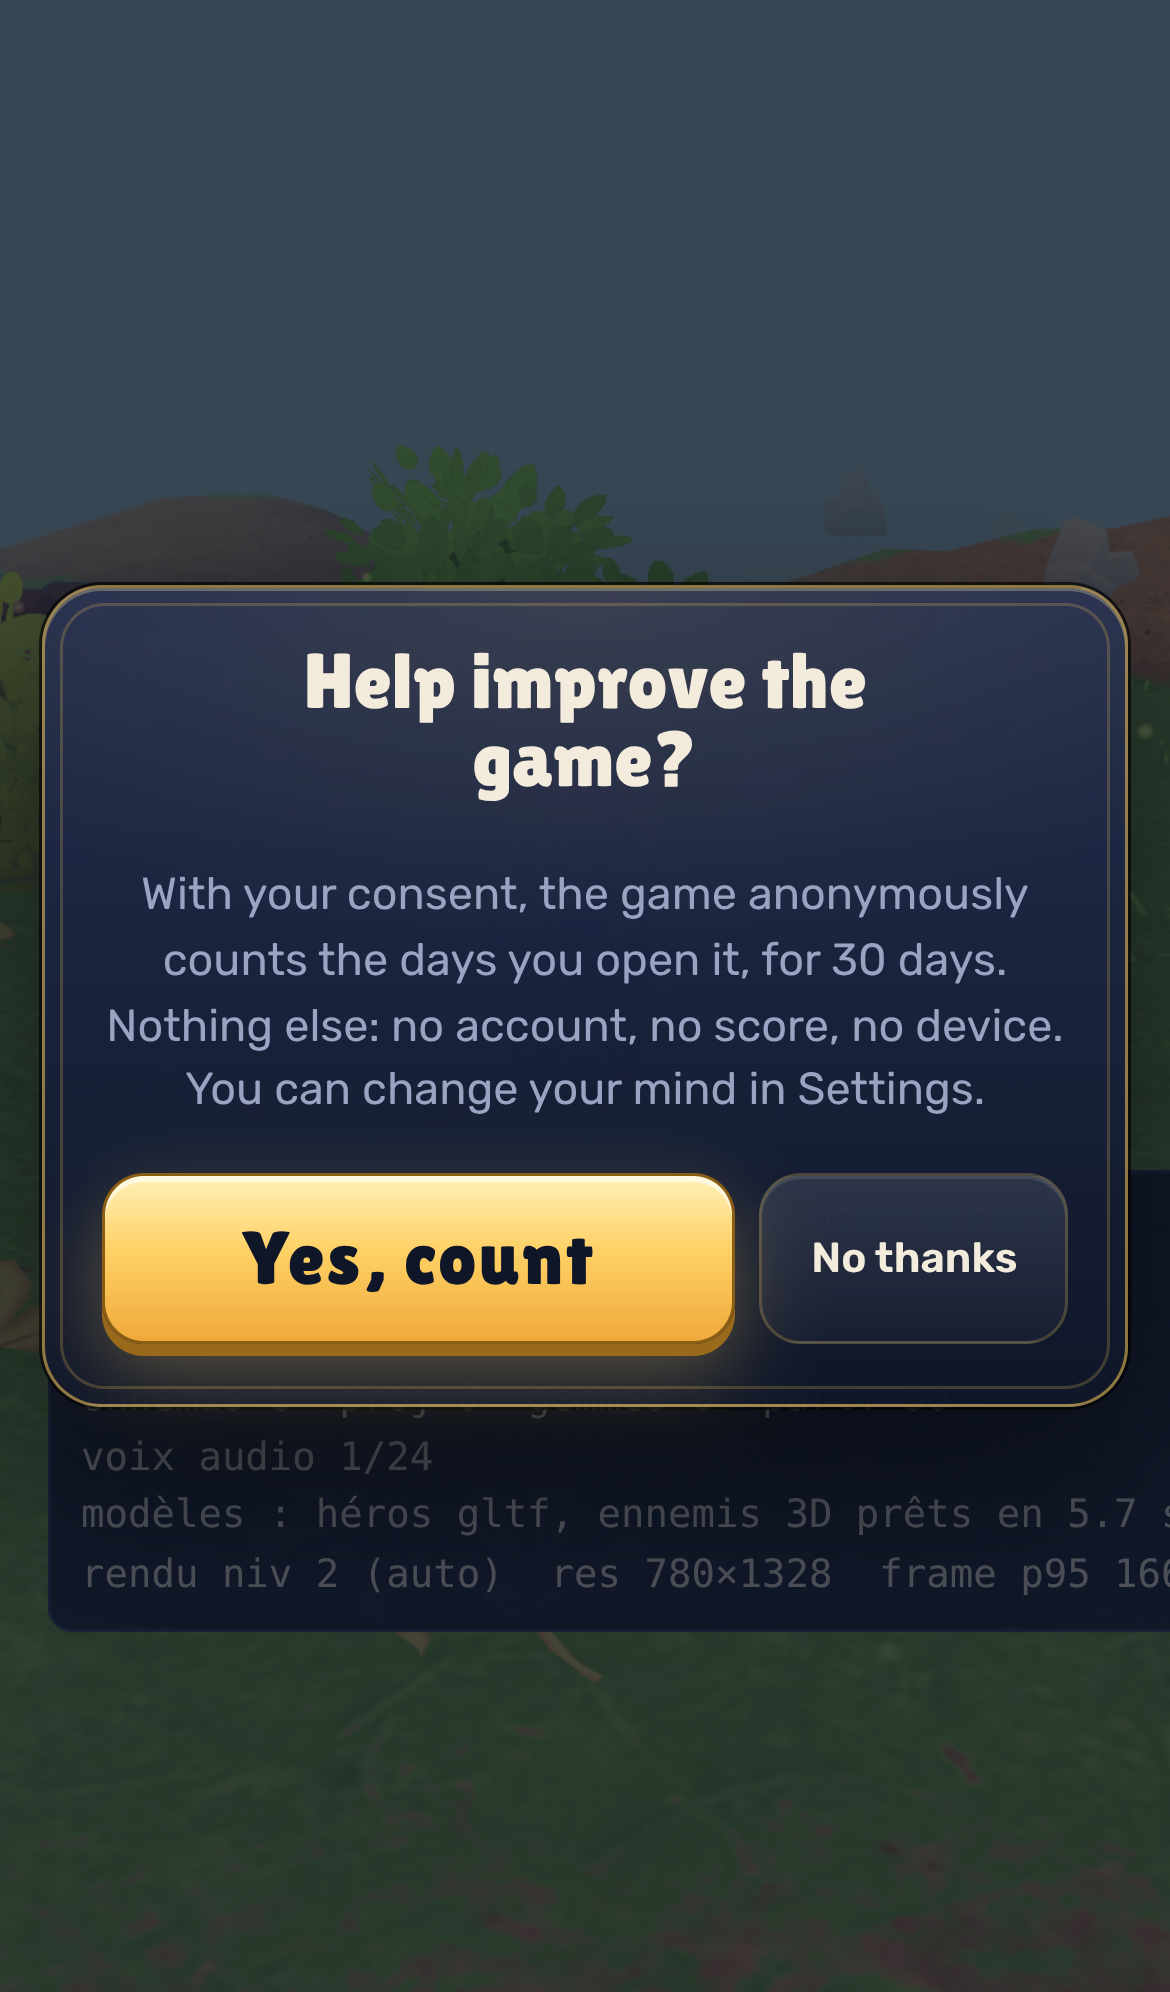 Help improve the
game?
With your consent, the game anonymously
counts the days you open it, for 30 days.
Nothing else: no account, no score, no device.
You can change your mind in Settings.
Yes, count
No thanks
voix audio 1/24
modèles : héros gltf, ennemis 3D prêts en 5.7 s
rendu niv 2 (auto) res 780×1328 frame p95 166